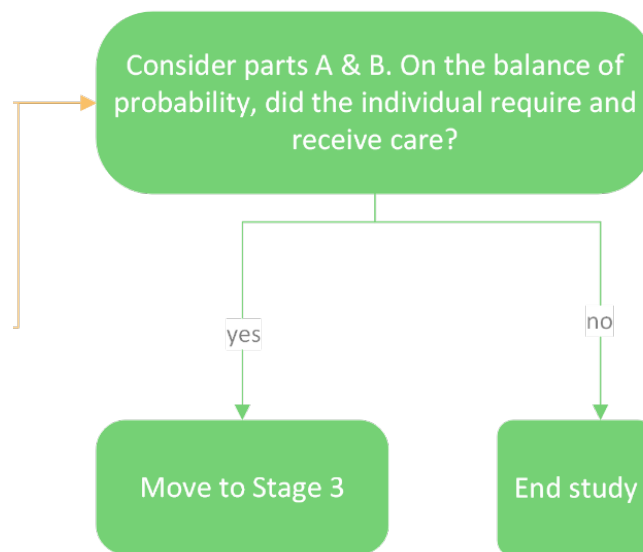 Consider parts A & B. On the balance of
probability, did the individual require and
receive care?
yes
no
Move to Stage 3
End study